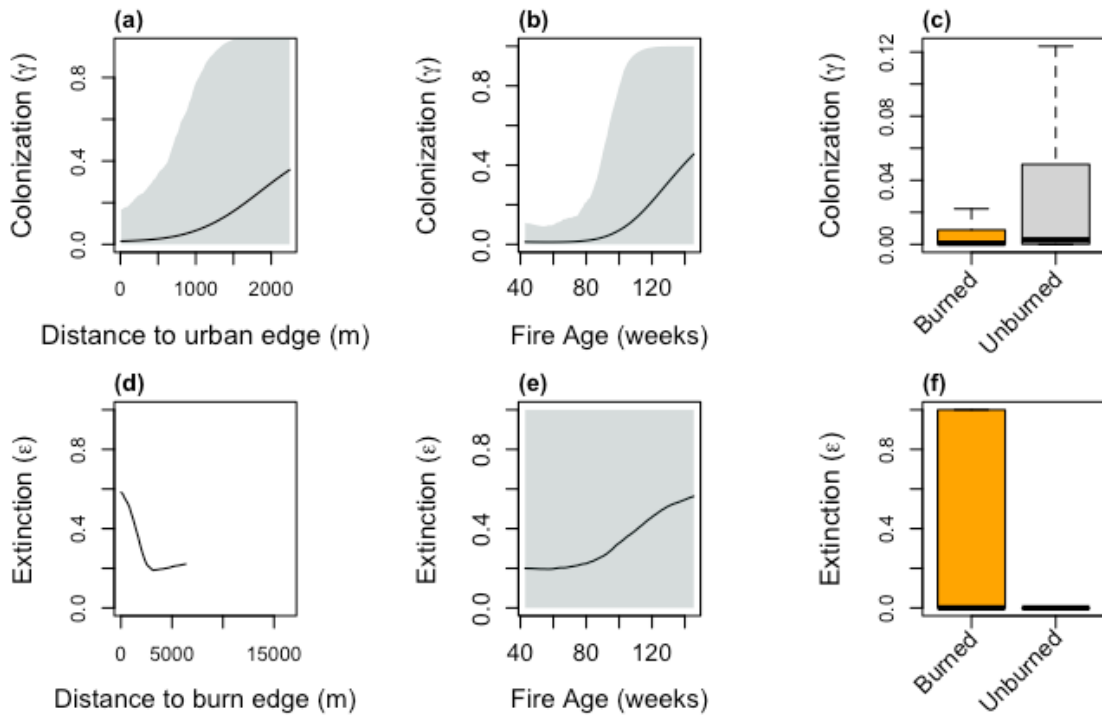 (a)
Colonization (γ)
0.0 0.4 0.8
0 1000 2000
Distance to urban edge (m)
(b)
Colonization (γ)
0.0 0.4 0.8
40 80 120
Fire Age (weeks)
(c)
Colonization (γ)
0.00 0.04 0.08 0.12
Burned
Unburned
(d)
Extinction (ε)
0.0 0.4 0.8
0 5000 15000
Distance to burn edge (m)
(e)
Extinction (ε)
0.0 0.4 0.8
40 80 120
Fire Age (weeks)
(f)
Extinction (ε)
0.0 0.4 0.8
Burned
Unburned